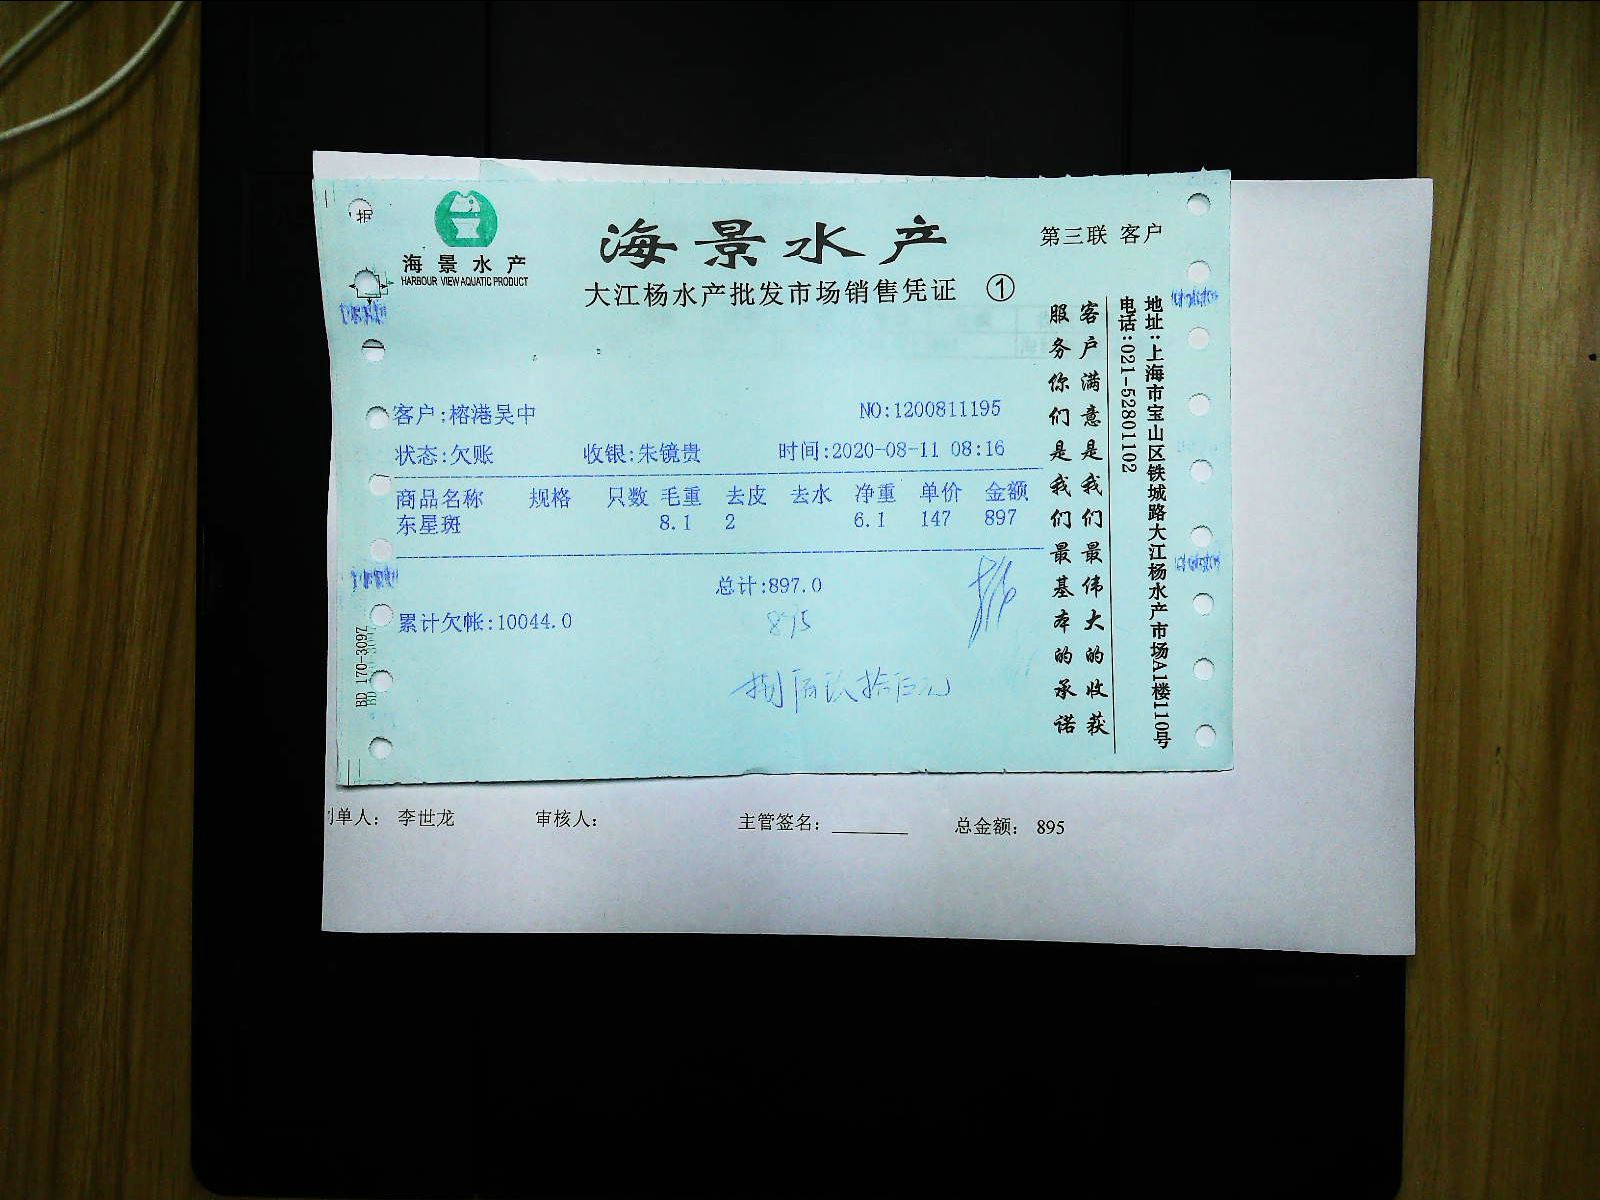 海景水产
HARBOUR VIEW AQUATIC PRODUCT
海景水产
大江杨水产批发市场销售凭证 ①
第三联 客户
客户:榕港吴中
NO:1200811195
状态:欠账 收银:朱镜贵 时间:2020-08-11 08:16
商品名称 规格 只数 毛重 去皮 去水 净重 单价 金额
东星斑 8.1 2 6.1 147 897
总计:897.0
累计欠帐:10044.0
895
捌佰玖拾伍元
客户满意是我们最伟大的收获
服务你们是我们最基本的承诺
地址:上海市宝山区铁城路大江杨水产市场A1楼110号
电话:021-52801102
BD 170-3097
制单人: 李世龙 审核人: 主管签名: 总金额: 895